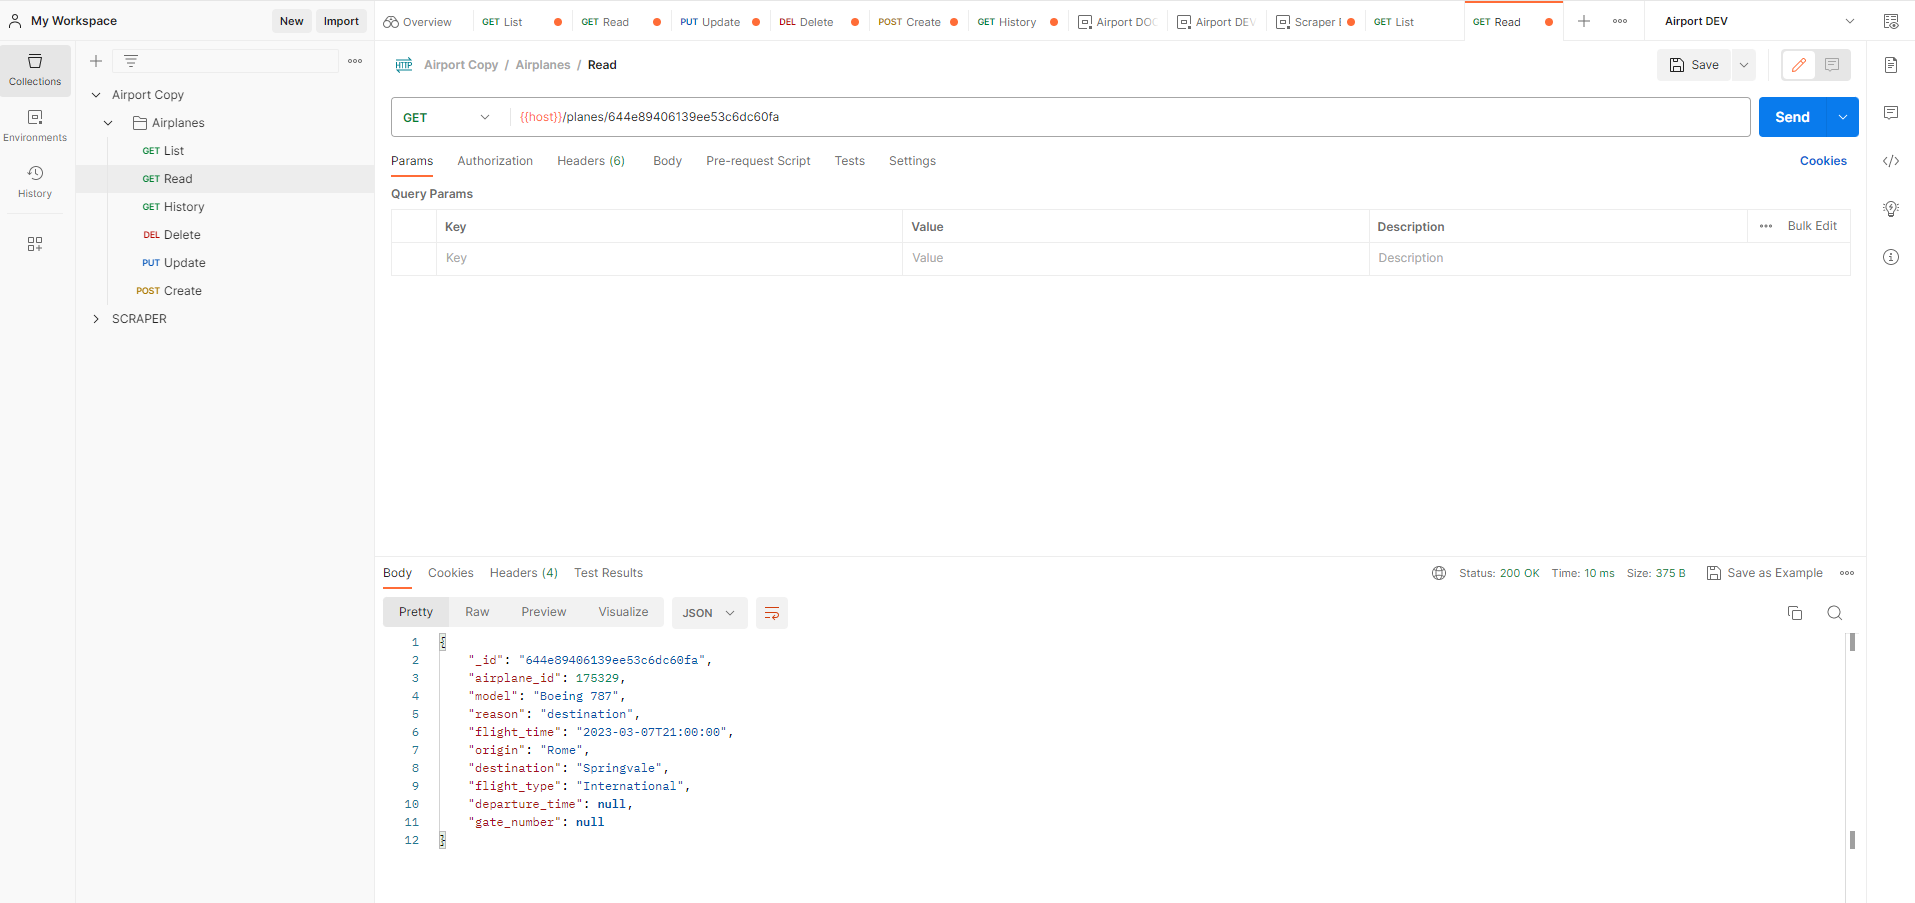 My Workspace New Import
Overview GET List GET Read PUT Update DEL Delete POST Create GET History Airport DOC Airport DEV Scraper GET List GET Read Airport DEV
Collections
Environments
History
Airport Copy
Airplanes
GET List
GET Read
GET History
DEL Delete
PUT Update
POST Create
SCRAPER
HTTP Airport Copy / Airplanes / Read Save
GET {{host}}/planes/644e89406139ee53c6dc60fa Send
Params Authorization Headers (6) Body Pre-request Script Tests Settings Cookies
Query Params
Key Value Description Bulk Edit
Key Value Description
Body Cookies Headers (4) Test Results Status: 200 OK Time: 10 ms Size: 375 B Save as Example
Pretty Raw Preview Visualize JSON
1 {
2 "_id": "644e89406139ee53c6dc60fa",
3 "airplane_id": 175329,
4 "model": "Boeing 787",
5 "reason": "destination",
6 "flight_time": "2023-03-07T21:00:00",
7 "origin": "Rome",
8 "destination": "Springvale",
9 "flight_type": "International",
10 "departure_time": null,
11 "gate_number": null
12 }